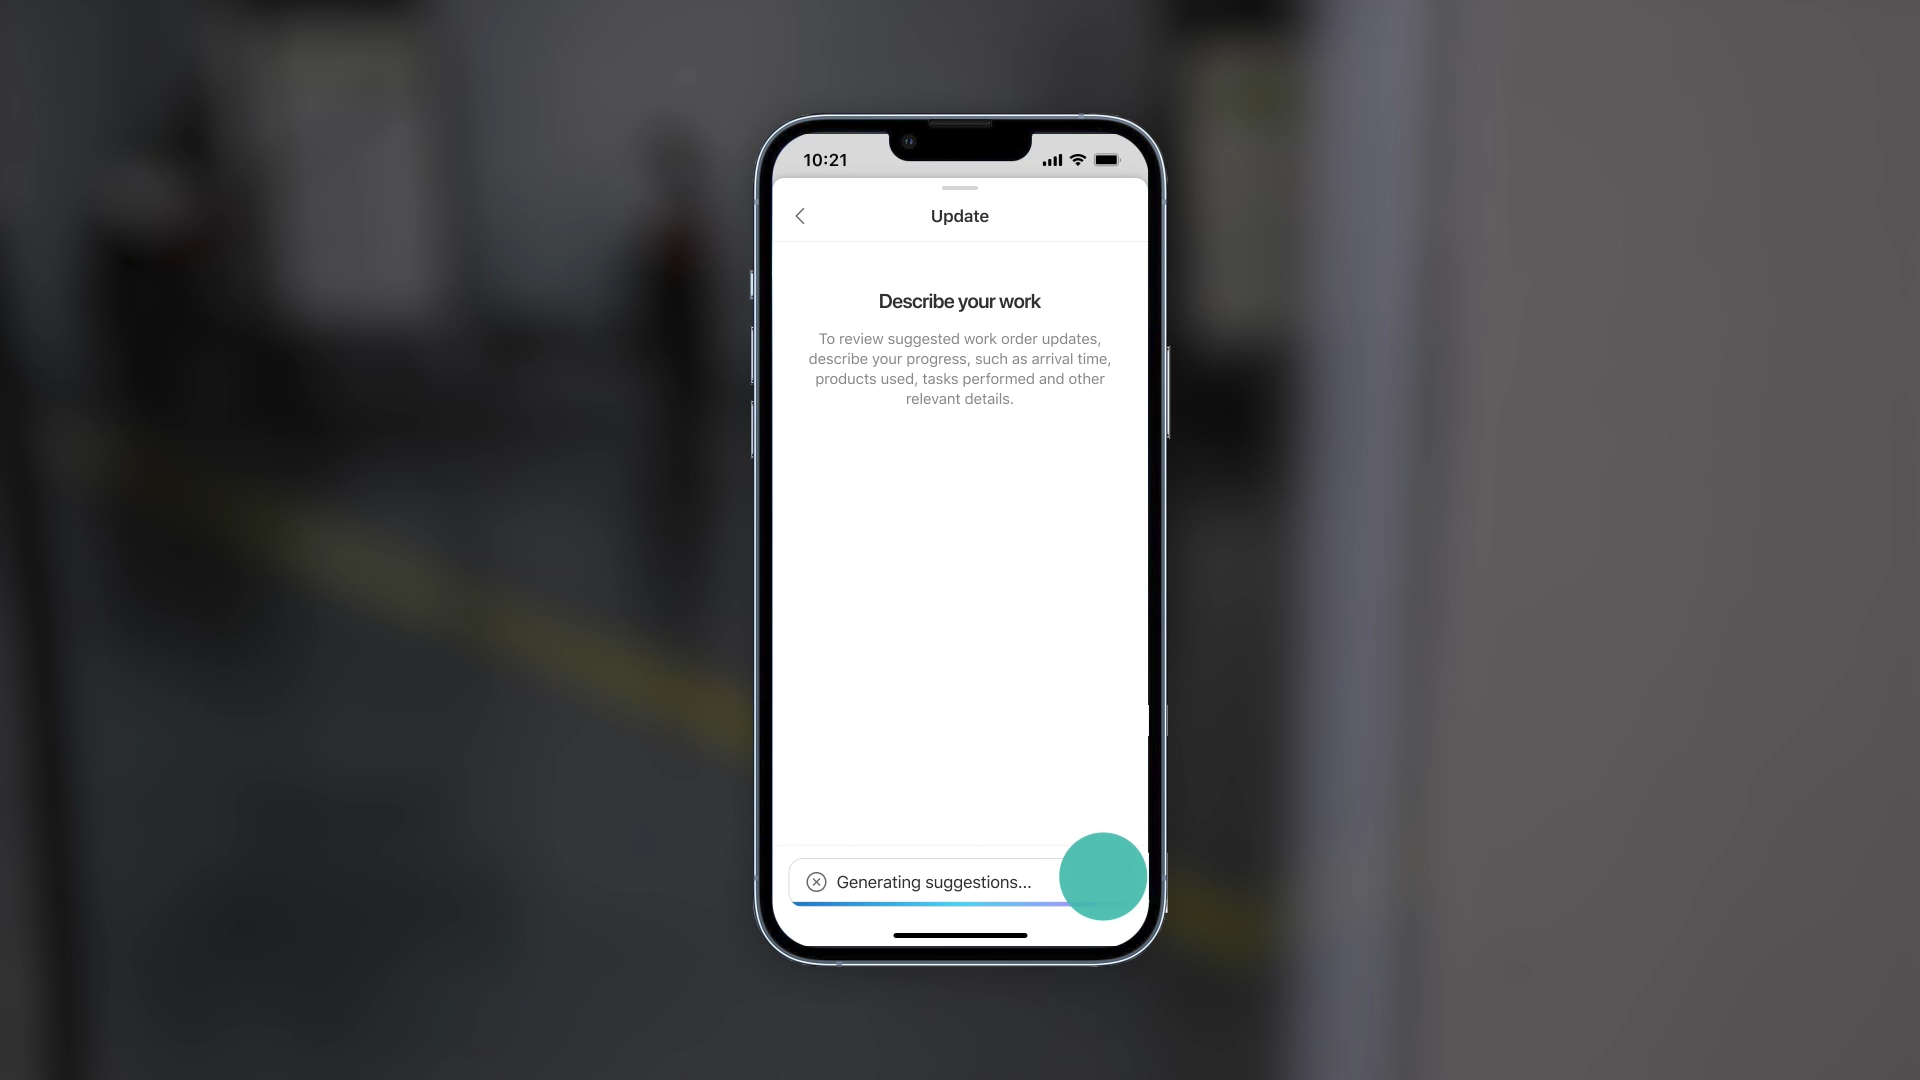 10:21
Update
Describe your work
To review suggested work order updates,
describe your progress, such as arrival time,
products used, tasks performed and other
relevant details.
Generating suggestions...